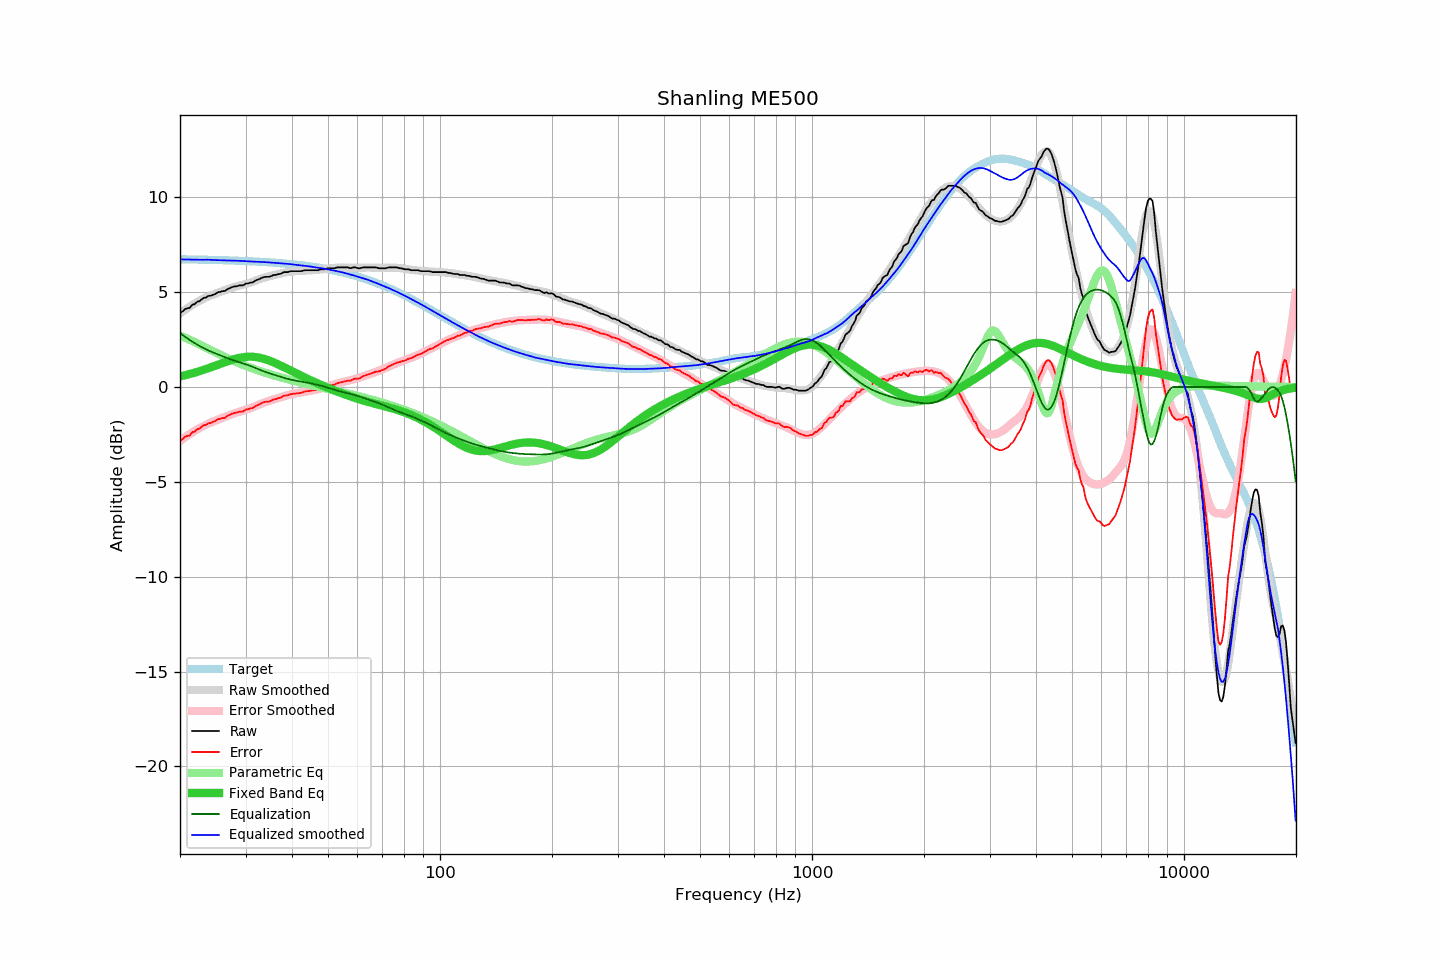 Shanling ME500
Amplitude (dBr)
10
5
0
−5
−10
−15
−20
Target
Raw Smoothed
Error Smoothed
Raw
Error
Parametric Eq
Fixed Band Eq
Equalization
Equalized smoothed
100
1000
10000
Frequency (Hz)